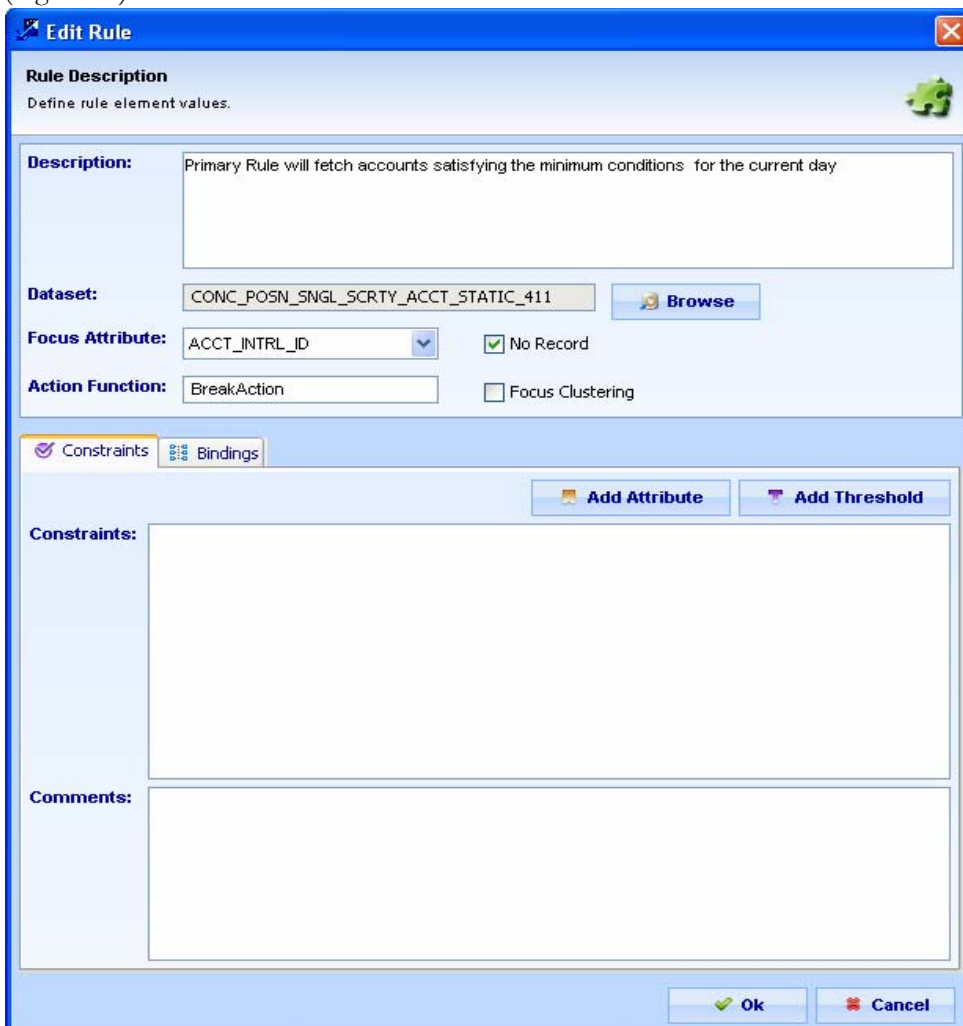 Edit Rule
Rule Description
Define rule element values.
Description: Primary Rule will fetch accounts satisfying the minimum conditions for the current day
Dataset: CONC_POSN_SNGL_SCRTY_ACCT_STATIC_411 Browse
Focus Attribute: ACCT_INTRL_ID No Record
Action Function: BreakAction Focus Clustering
Constraints Bindings
Add Attribute Add Threshold
Constraints:
Comments:
Ok Cancel